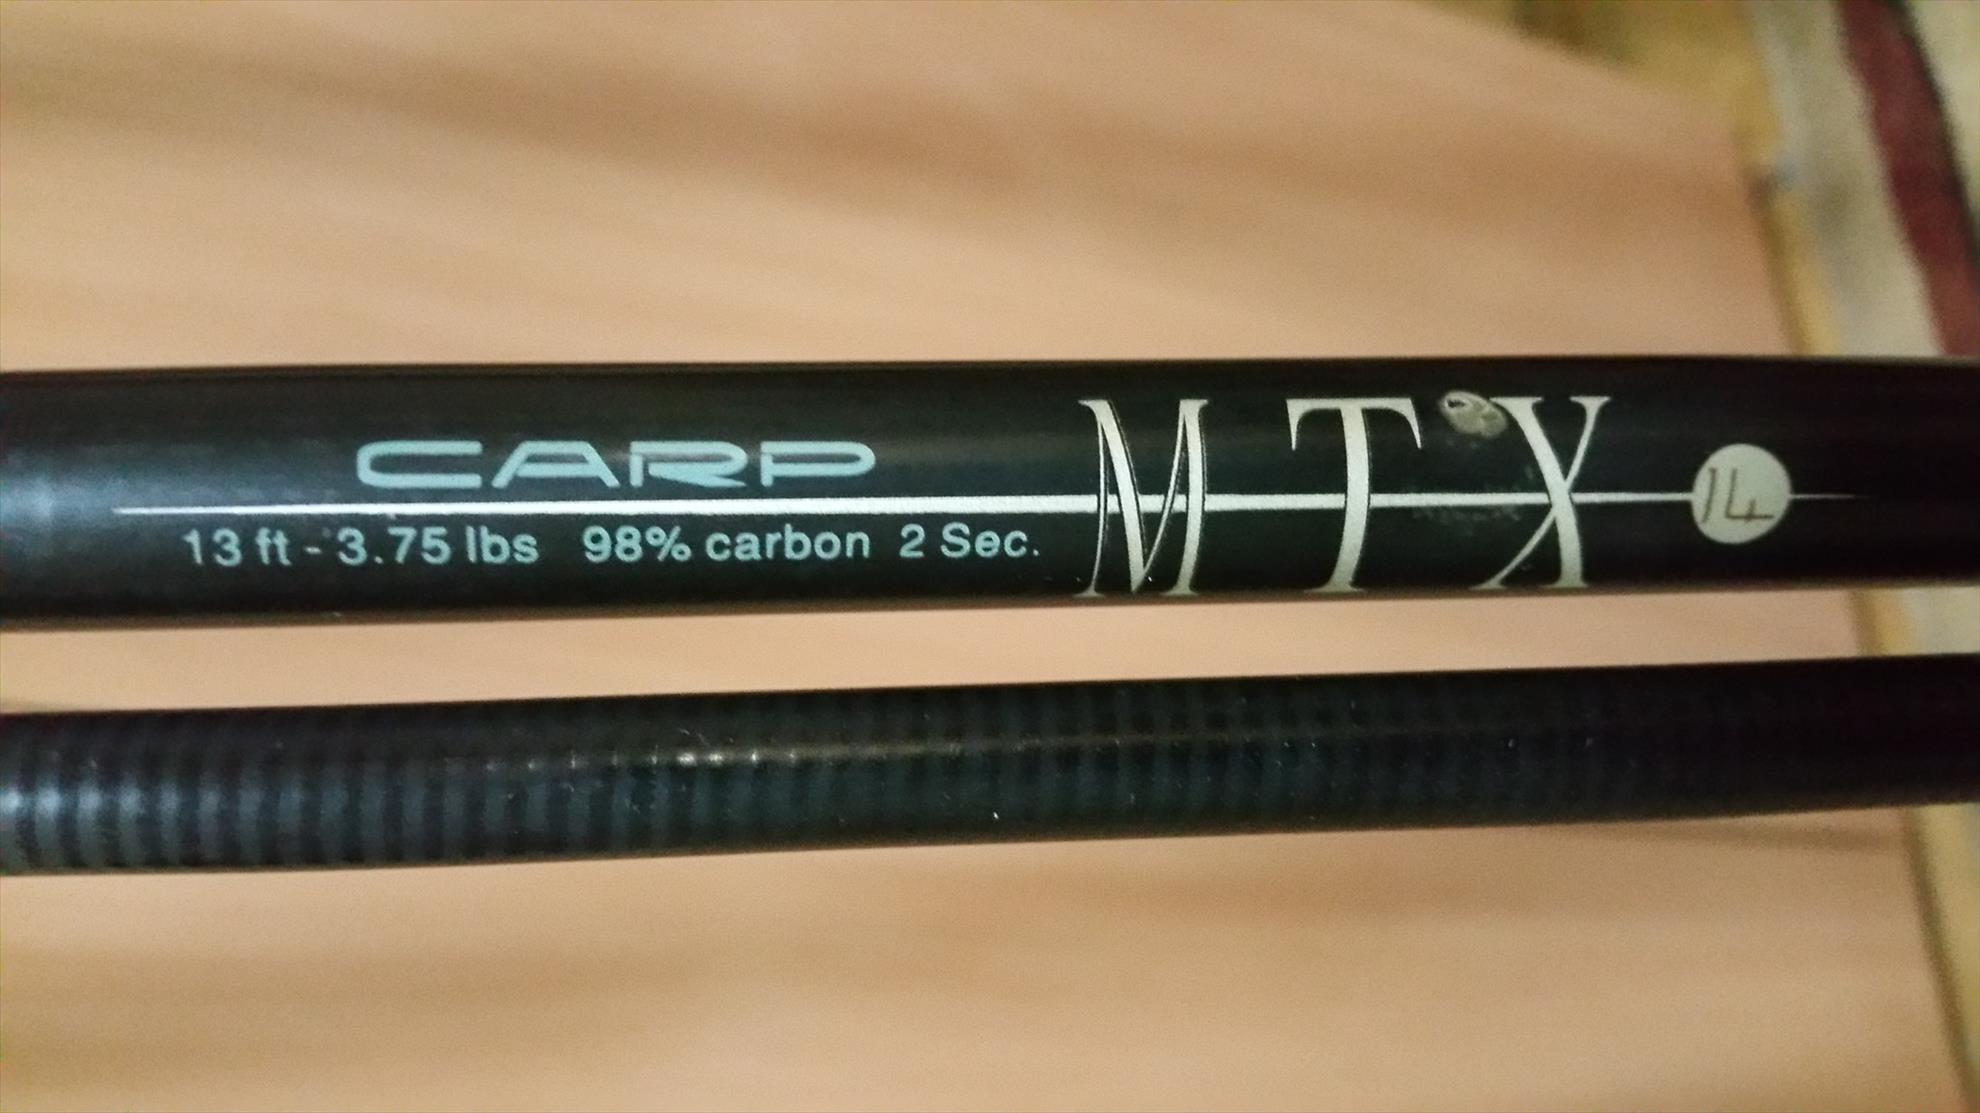 CARP
13 ft - 3.75 lbs 98% carbon 2 Sec.
MTX
14